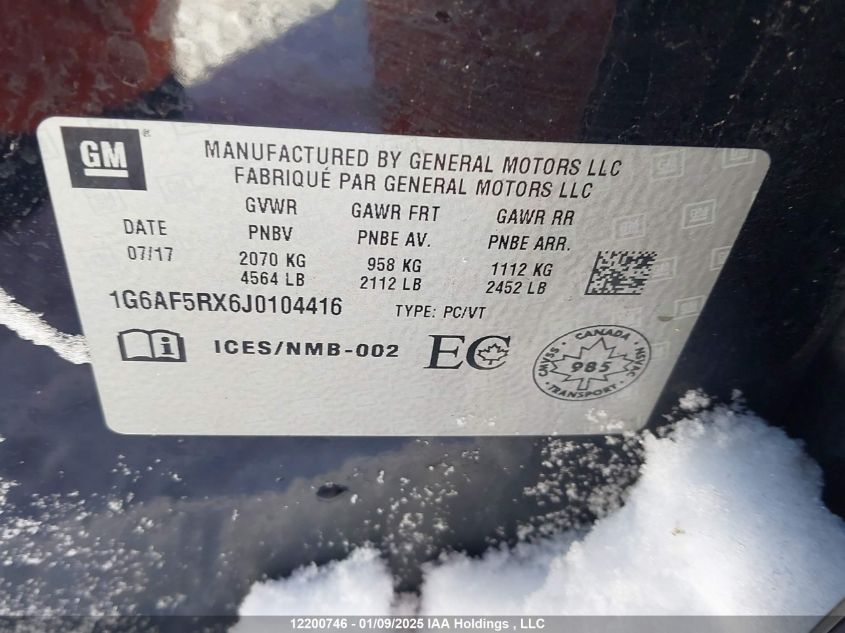 GM
MANUFACTURED BY GENERAL MOTORS LLC
FABRIQUÉ PAR GENERAL MOTORS LLC
DATE
07/17
GVWR
PNBV
2070 KG
4564 LB
GAWR FRT
PNBE AV.
958 KG
2112 LB
GAWR RR
PNBE ARR.
1112 KG
2452 LB
1G6AF5RX6J0104416 TYPE: PC/VT
i ICES/NMB-002 EC
CANADA
CMVSS 985 NSVAC
TRANSPORT
12200746 - 01/09/2025 IAA Holdings , LLC